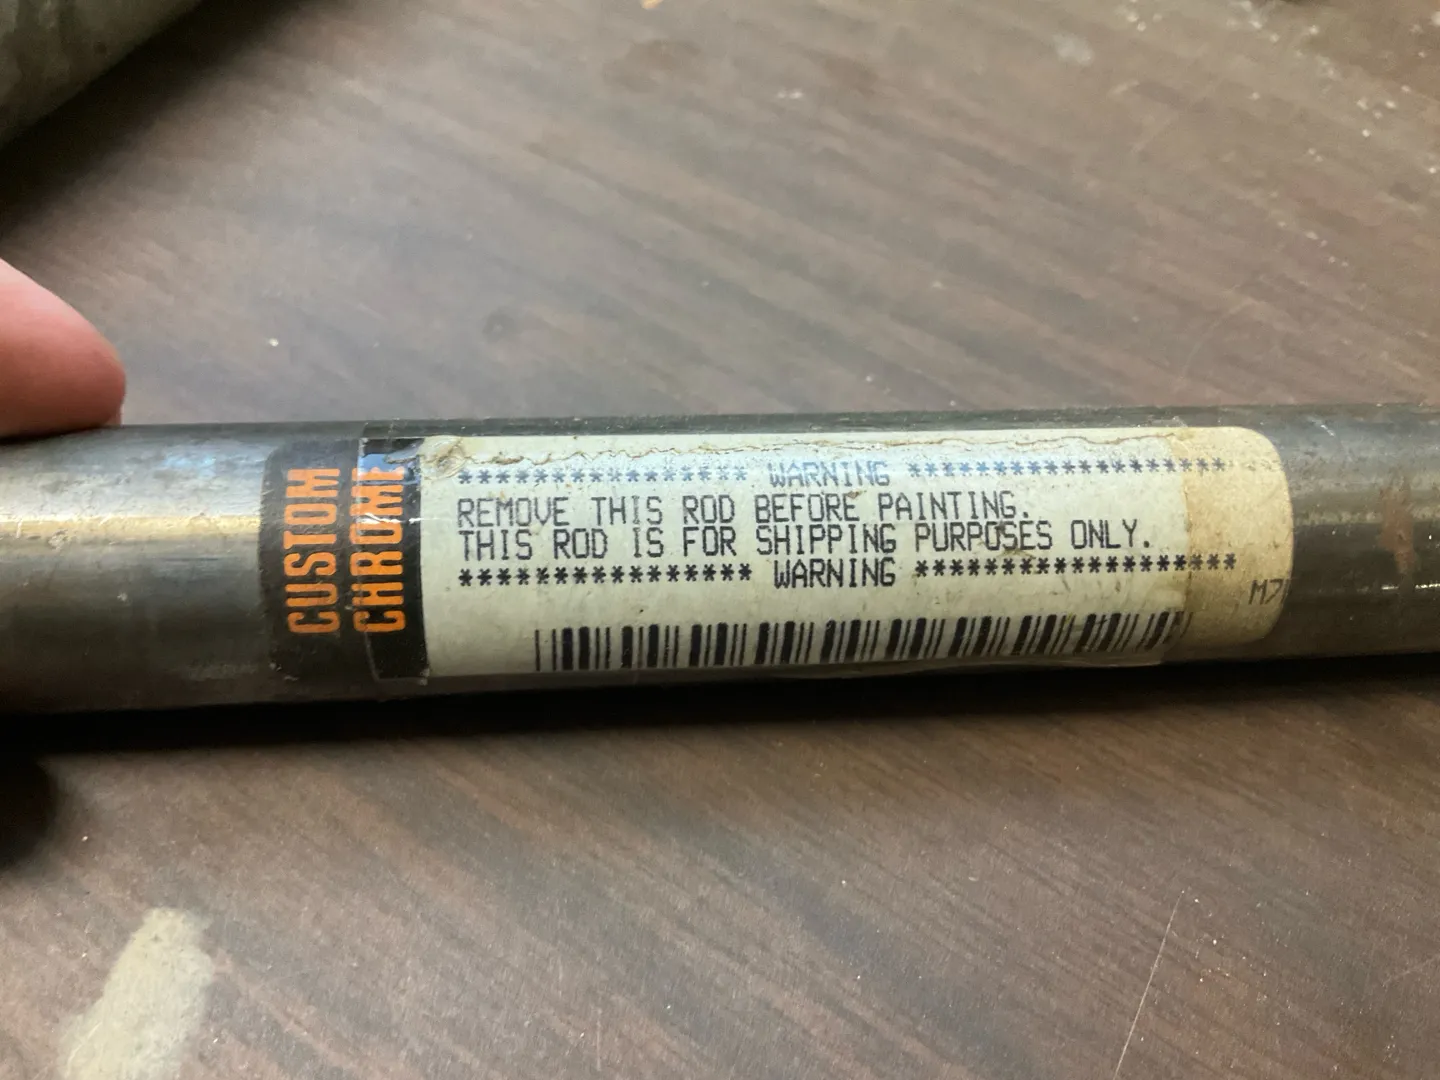 CUSTOM
CHROME
*************** WARNING *****************
REMOVE THIS ROD BEFORE PAINTING.
THIS ROD IS FOR SHIPPING PURPOSES ONLY.
*************** WARNING *****************